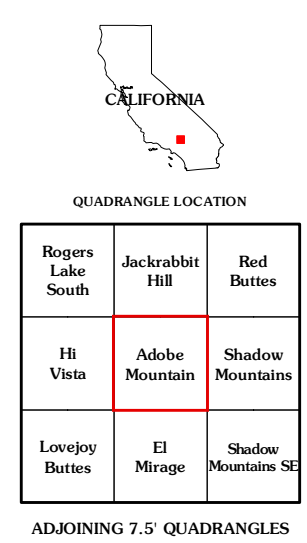 CALIFORNIA
QUADRANGLE LOCATION
Rogers
Lake
South
Jackrabbit
Hill
Red
Buttes
Hi
Vista
Adobe
Mountain
Shadow
Mountains
Lovejoy
Buttes
El
Mirage
Shadow
Mountains SE
ADJOINING 7.5' QUADRANGLES